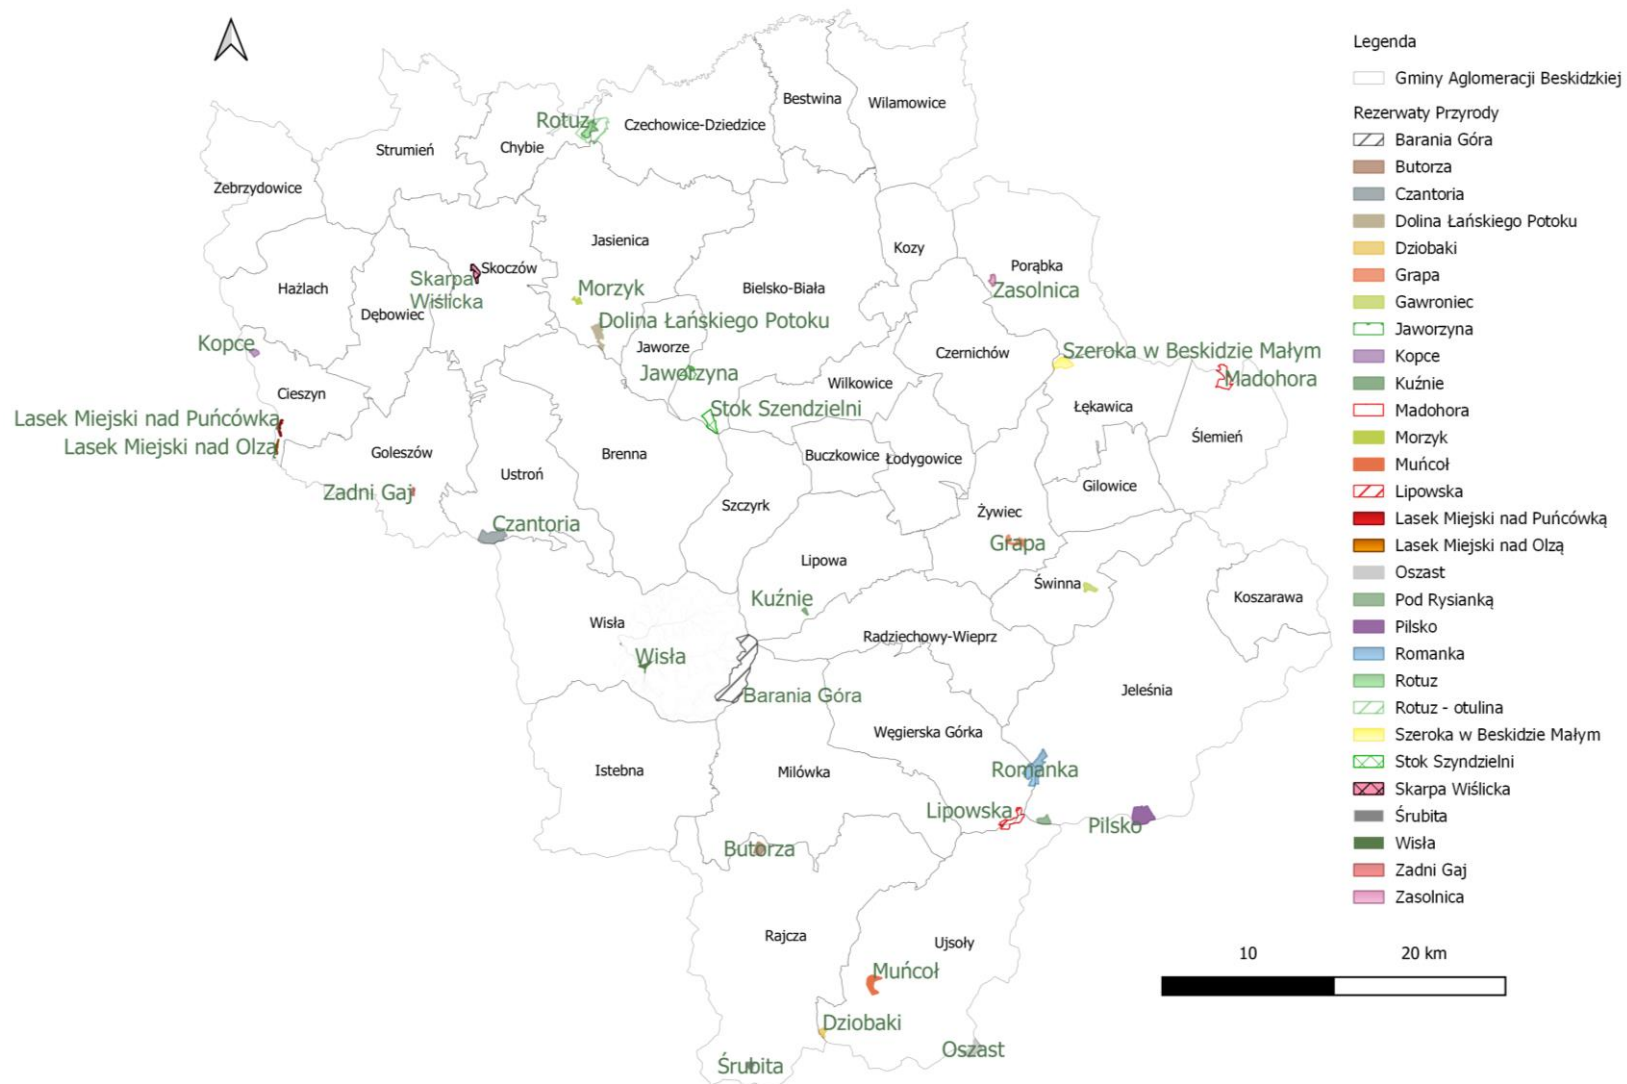 Bestwina
Wilamowice
Rotuz
Czechowice-Dziedzice
Strumień
Chybie
Zebrzydowice
Jasienica
Kozy
Skoczów
Porąbka
Skarpa
Wiślicka
Hażlach
Morzyk
Bielsko-Biała
Zasolnica
Dębowiec
Dolina Łańskiego Potoku
Kopce
Jaworze
Czernichów
Szeroka w Beskidzie Małym
Jaworzyna
Wilkowice
Madohora
Cieszyn
Stok Szendzielni
Łękawica
Lasek Miejski nad Puńcówka
Ślemień
Lasek Miejski nad Olza
Goleszów
Brenna
Buczkowice
Łodygowice
Ustroń
Gilowice
Zadni Gaj
Szczyrk
Żywiec
Czantoria
Grapa
Lipowa
Świnna
Kuźnie
Koszarawa
Wisła
Radziechowy-Wieprz
Wisła
Barania Góra
Jeleśnia
Węgierska Górka
Istebna
Milówka
Romanka
Lipowska
Pilsko
Butorza
Rajcza
Ujsoły
Muńcoł
Dziobaki
Oszast
Śrubita
Legenda
Gminy Aglomeracji Beskidzkiej
Rezerwaty Przyrody
Barania Góra
Butorza
Czantoria
Dolina Łańskiego Potoku
Dziobaki
Grapa
Gawroniec
Jaworzyna
Kopce
Kuźnie
Madohora
Morzyk
Muńcoł
Lipowska
Lasek Miejski nad Puńcówką
Lasek Miejski nad Olzą
Oszast
Pod Rysianką
Pilsko
Romanka
Rotuz
Rotuz - otulina
Szeroka w Beskidzie Małym
Stok Szyndzielni
Skarpa Wiślicka
Śrubita
Wisła
Zadni Gaj
Zasolnica
10 20 km